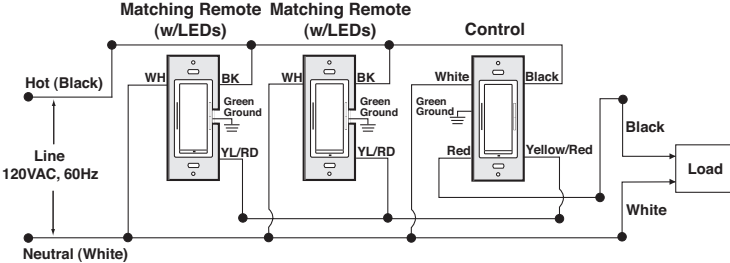 Matching Remote
(w/LEDs)
Matching Remote
(w/LEDs)
Control
Hot (Black)
WH
BK
WH
BK
White
Black
Green
Ground
Green
Ground
Green
Ground
Black
Line
120VAC, 60Hz
YL/RD
YL/RD
Red
Yellow/Red
Load
White
Neutral (White)